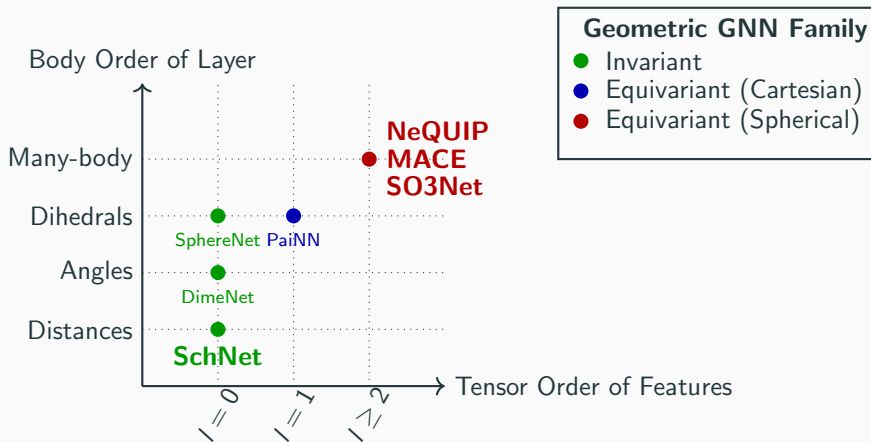 Geometric GNN Family
Invariant
Equivariant (Cartesian)
Equivariant (Spherical)
Body Order of Layer
Many-body
NeQUIP
MACE
SO3Net
Dihedrals
SphereNet
PaiNN
Angles
DimeNet
Distances
SchNet
Tensor Order of Features
l = 0
l = 1
l ≥ 2